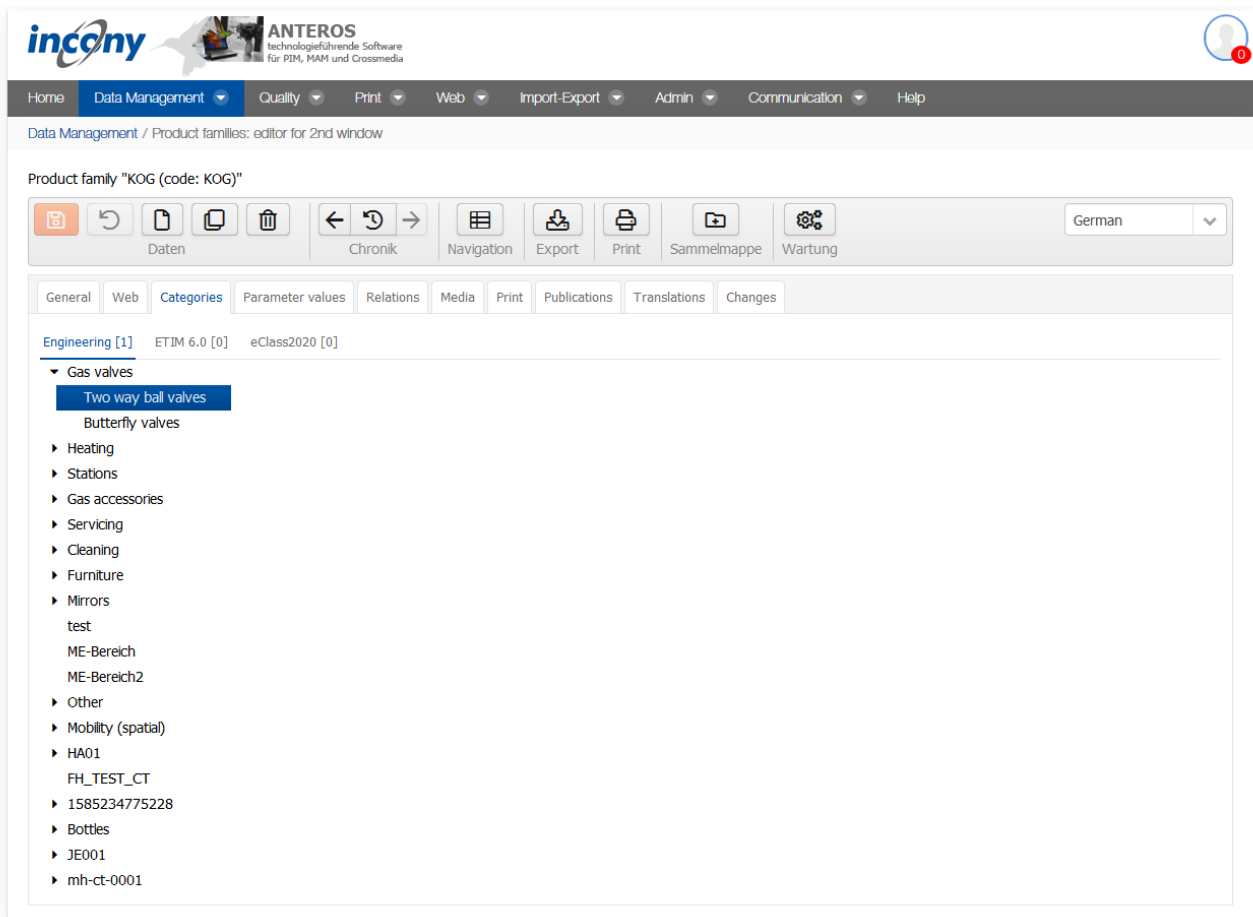 incony
ANTEROS
technologieführende Software
für PIM, MAM und Crossmedia
0
Home Data Management Quality Print Web Import-Export Admin Communication Help
Data Management / Product families: editor for 2nd window
Product family "KOG (code: KOG)"
German
Daten Chronik Navigation Export Print Sammelmappe Wartung
General Web Categories Parameter values Relations Media Print Publications Translations Changes
Engineering [1] ETIM 6.0 [0] eClass2020 [0]
Gas valves
Two way ball valves
Butterfly valves
Heating
Stations
Gas accessories
Servicing
Cleaning
Furniture
Mirrors
test
ME-Bereich
ME-Bereich2
Other
Mobility (spatial)
HA01
FH_TEST_CT
1585234775228
Bottles
JE001
mh-ct-0001